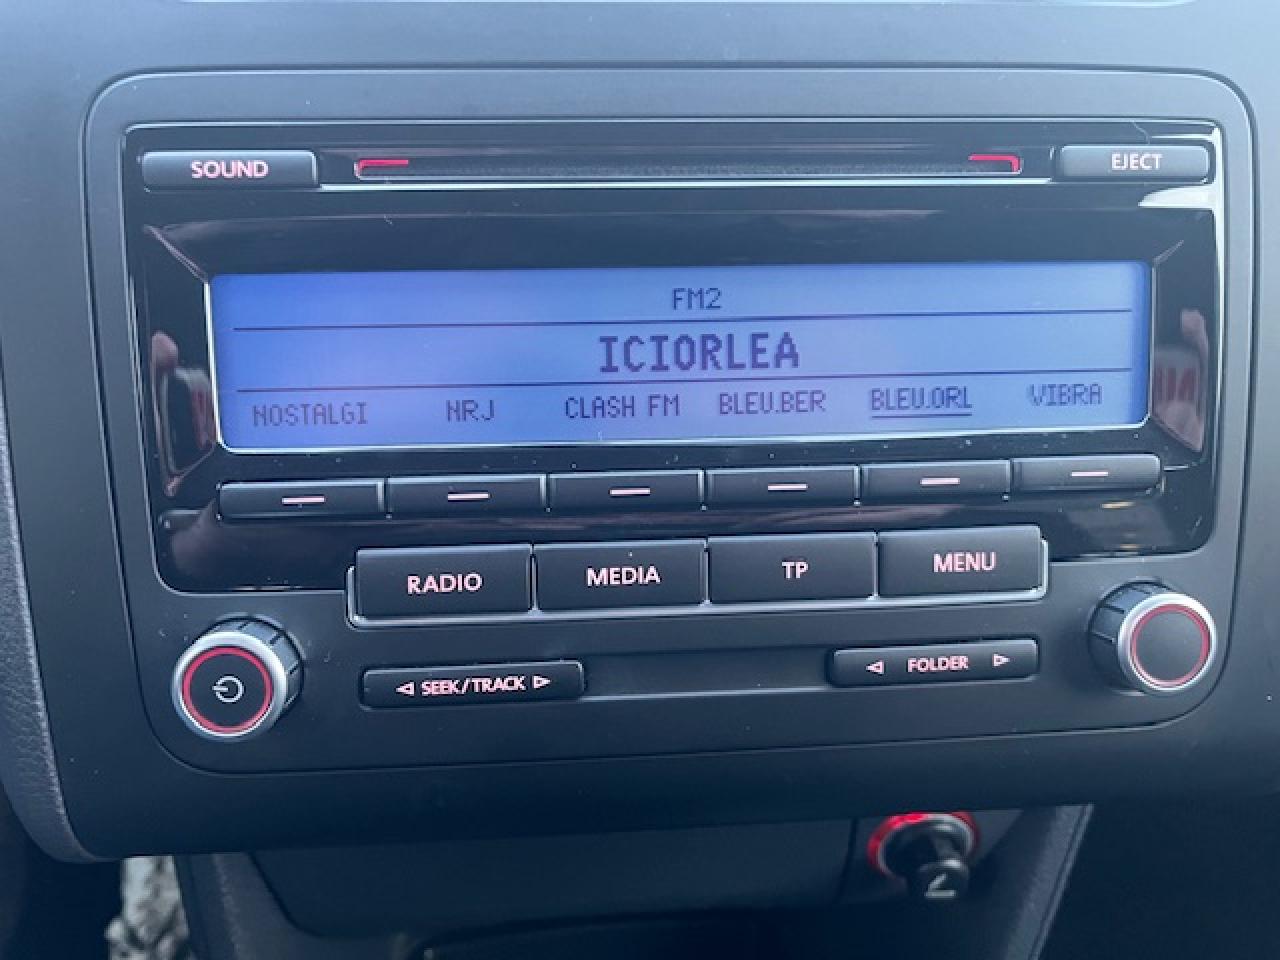 SOUND
EJECT
FM2
ICIORLEA
NOSTALGI NRJ CLASH FM BLEU.BER BLEU.ORL VIBRA
RADIO MEDIA TP MENU
SEEK/TRACK
FOLDER